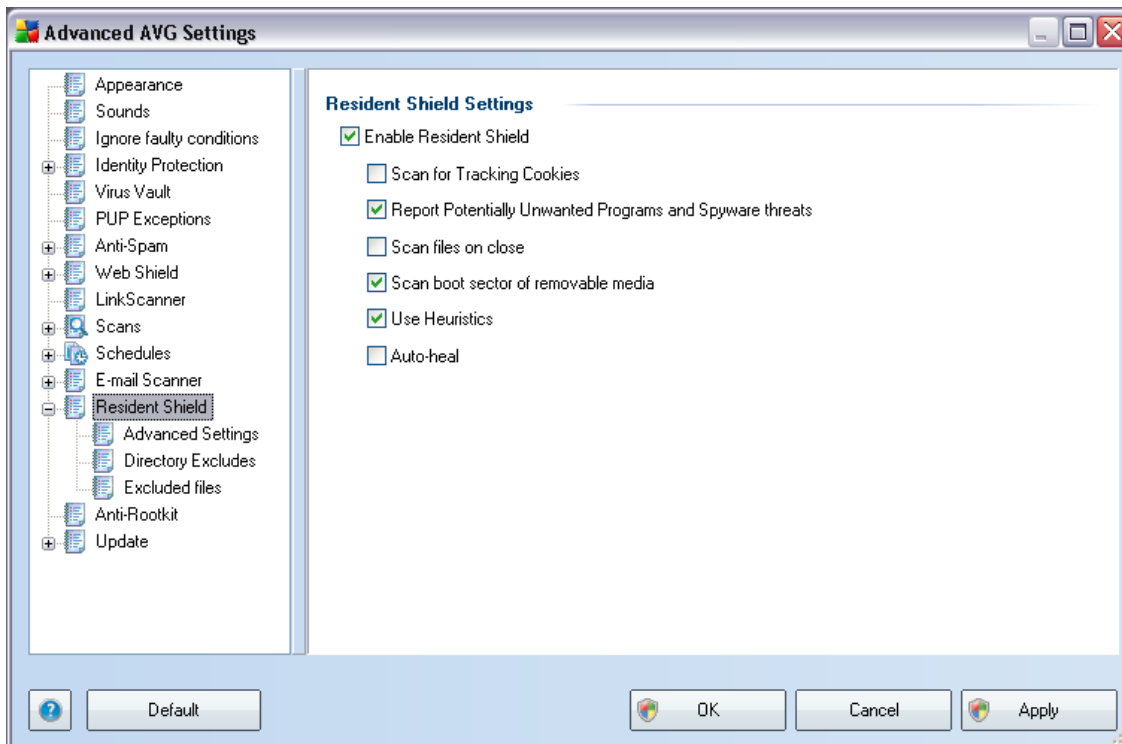 Advanced AVG Settings
Appearance
Sounds
Ignore faulty conditions
Identity Protection
Virus Vault
PUP Exceptions
Anti-Spam
Web Shield
LinkScanner
Scans
Schedules
E-mail Scanner
Resident Shield
Advanced Settings
Directory Excludes
Excluded files
Anti-Rootkit
Update
Resident Shield Settings
Enable Resident Shield
Scan for Tracking Cookies
Report Potentially Unwanted Programs and Spyware threats
Scan files on close
Scan boot sector of removable media
Use Heuristics
Auto-heal
Default
OK
Cancel
Apply